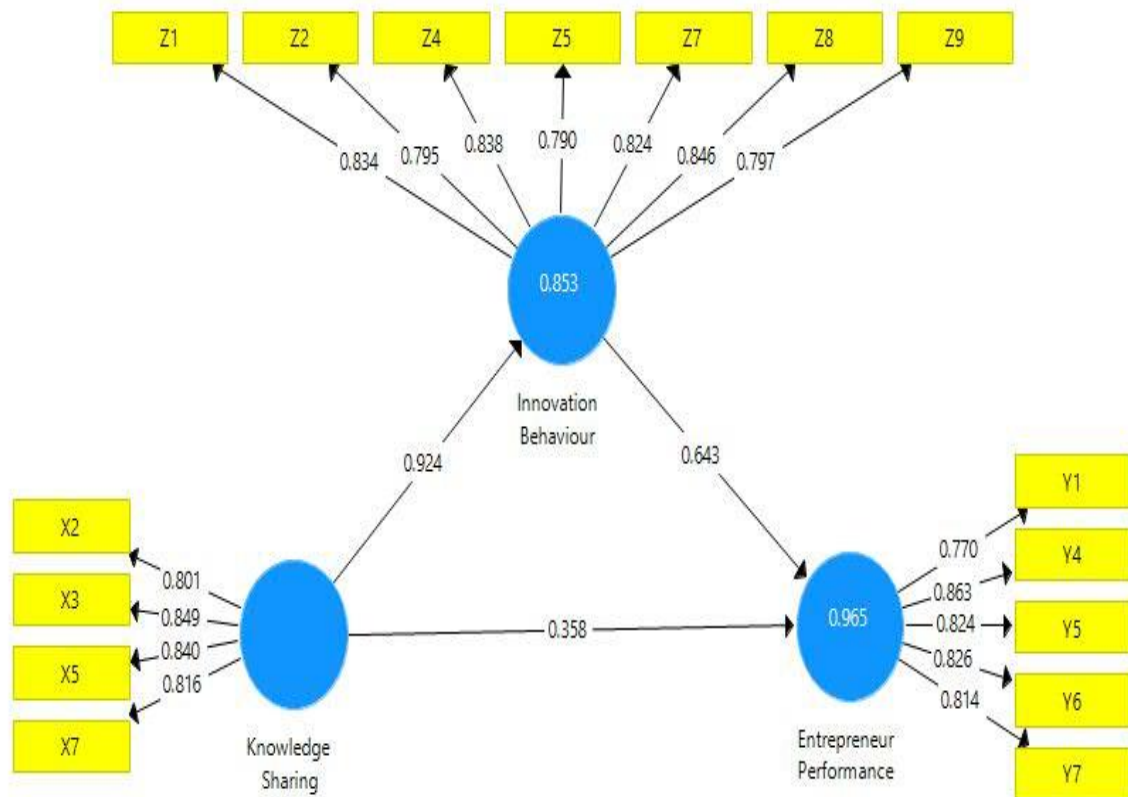 Z1
Z2
Z4
Z5
Z7
Z8
Z9
0.834
0.795
0.838
0.790
0.824
0.846
0.797
0.853
Innovation
Behaviour
0.924
0.643
X2
X3
X5
X7
0.801
0.849
0.840
0.816
Knowledge
Sharing
0.358
0.965
Entrepreneur
Performance
0.770
0.863
0.824
0.826
0.814
Y1
Y4
Y5
Y6
Y7